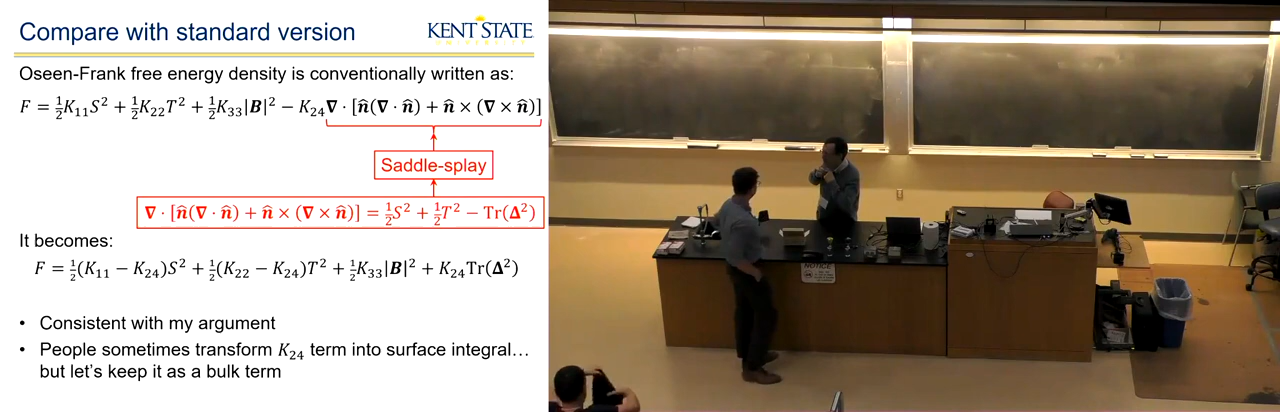 Compare with standard version
KENT STATE
Oseen-Frank free energy density is conventionally written as:
F = ½K₁₁S² + ½K₂₂T² + ½K₃₃|B|² − K₂₄∇ · [n̂(∇ · n̂) + n̂ × (∇ × n̂)]
Saddle-splay
∇ · [n̂(∇ · n̂) + n̂ × (∇ × n̂)] = ½S² + ½T² − Tr(Δ²)
It becomes:
F = ½(K₁₁ − K₂₄)S² + ½(K₂₂ − K₂₄)T² + ½K₃₃|B|² + K₂₄Tr(Δ²)
• Consistent with my argument
• People sometimes transform K₂₄ term into surface integral…
but let's keep it as a bulk term
NOTICE